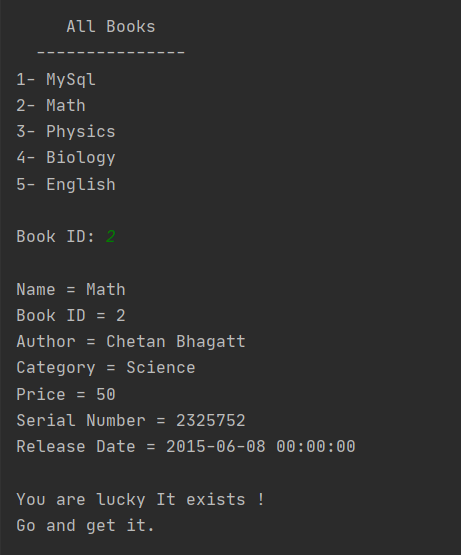 All Books
---------------
1- MySql
2- Math
3- Physics
4- Biology
5- English
Book ID: 2
Name = Math
Book ID = 2
Author = Chetan Bhagatt
Category = Science
Price = 50
Serial Number = 2325752
Release Date = 2015-06-08 00:00:00
You are lucky It exists !
Go and get it.